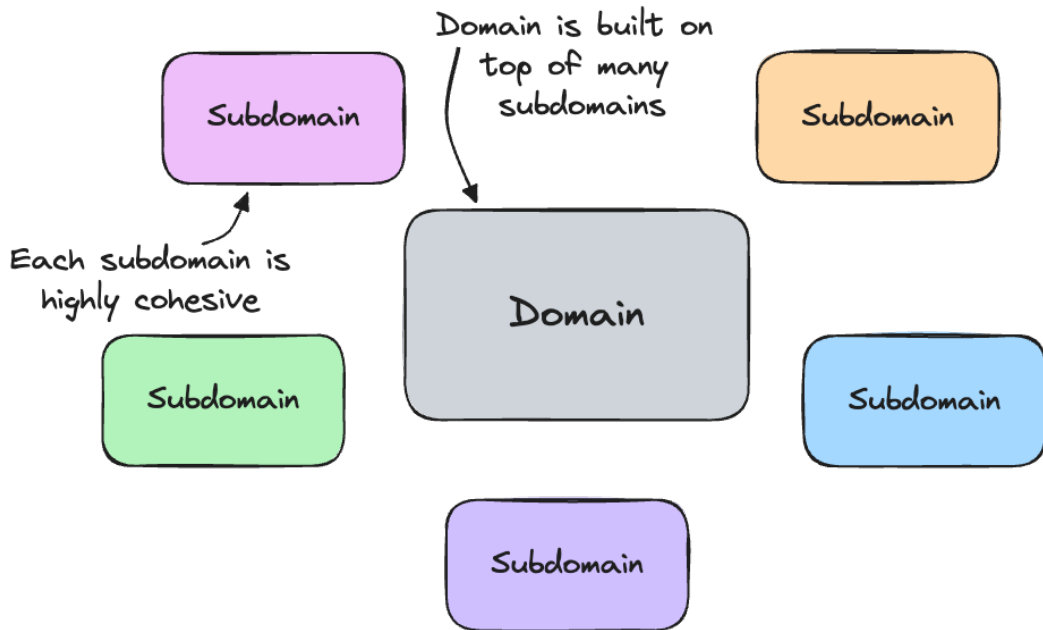 Domain is built on
top of many
subdomains
Subdomain
Subdomain
Each subdomain is
highly cohesive
Domain
Subdomain
Subdomain
Subdomain